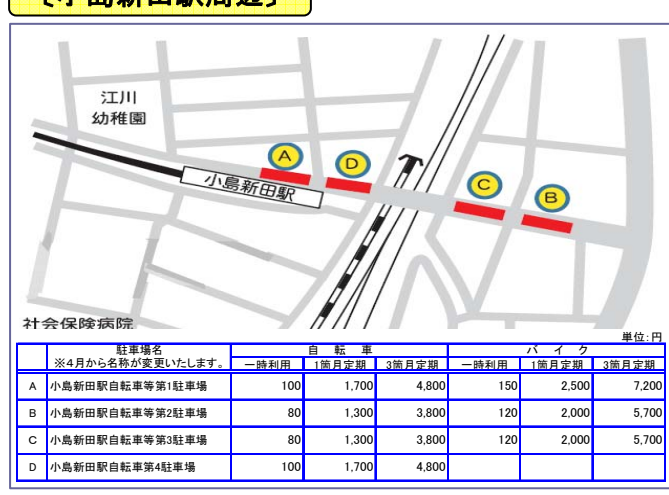 〔小島新田駅周辺〕
江川
幼稚園
A
D
小島新田駅
C
B
社会保険病院
単位:円
駐車場名
※4月から名称が変更いたします。
自 転 車
バ イ ク
一時利用 1箇月定期 3箇月定期 一時利用 1箇月定期 3箇月定期
A 小島新田駅自転車等第1駐車場 100 1,700 4,800 150 2,500 7,200
B 小島新田駅自転車等第2駐車場 80 1,300 3,800 120 2,000 5,700
C 小島新田駅自転車等第3駐車場 80 1,300 3,800 120 2,000 5,700
D 小島新田駅自転車第4駐車場 100 1,700 4,800